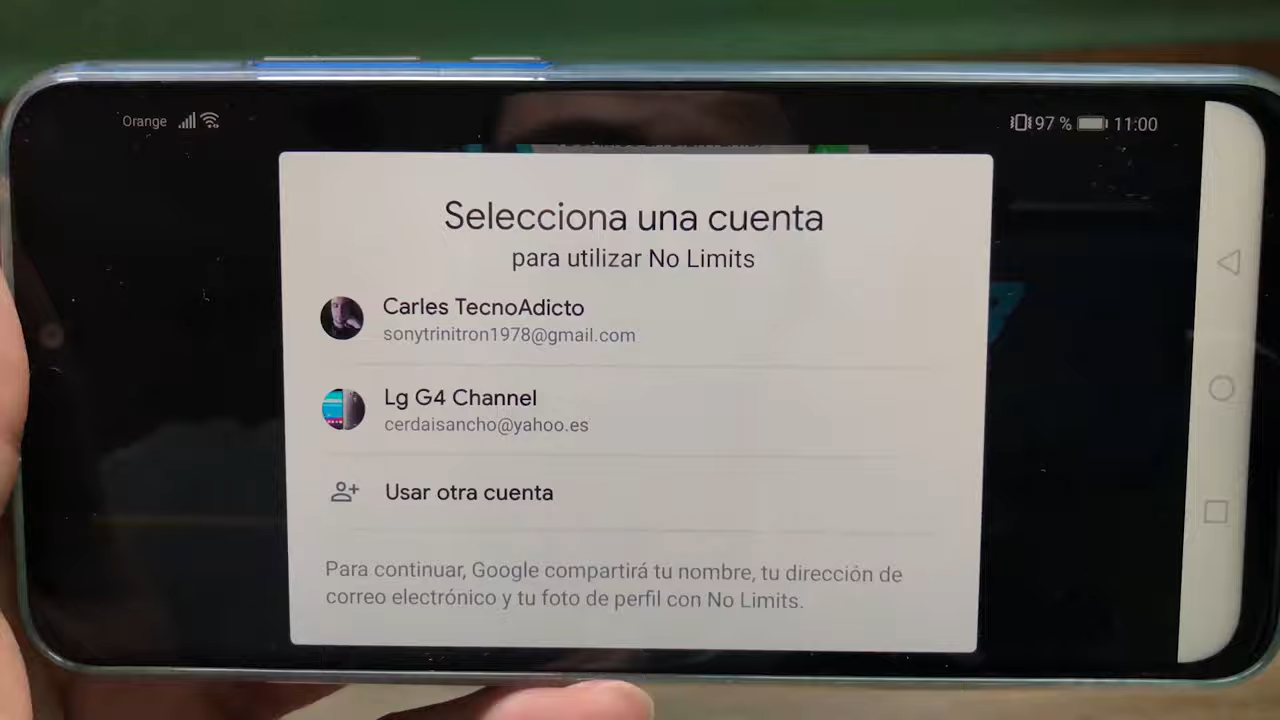 Orange
97 %
11:00
Selecciona una cuenta
para utilizar No Limits
Carles TecnoAdicto
sonytrinitron1978@gmail.com
Lg G4 Channel
cerdaisancho@yahoo.es
Usar otra cuenta
Para continuar, Google compartirá tu nombre, tu dirección de
correo electrónico y tu foto de perfil con No Limits.